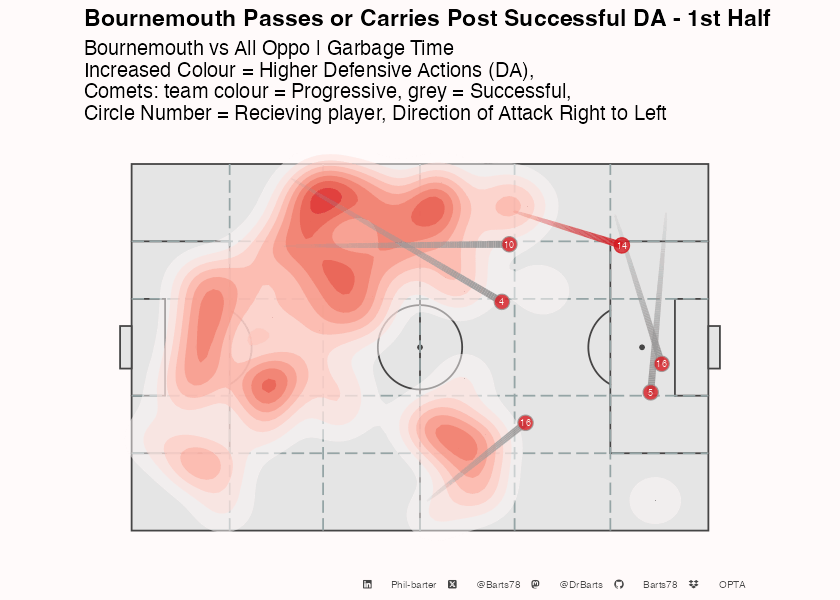 Bournemouth Passes or Carries Post Successful DA - 1st Half
Bournemouth vs All Oppo | Garbage Time
Increased Colour = Higher Defensive Actions (DA),
Comets: team colour = Progressive, grey = Successful,
Circle Number = Recieving player, Direction of Attack Right to Left
10
14
4
16
5
16
Phil-barter @Barts78 @DrBarts Barts78 OPTA